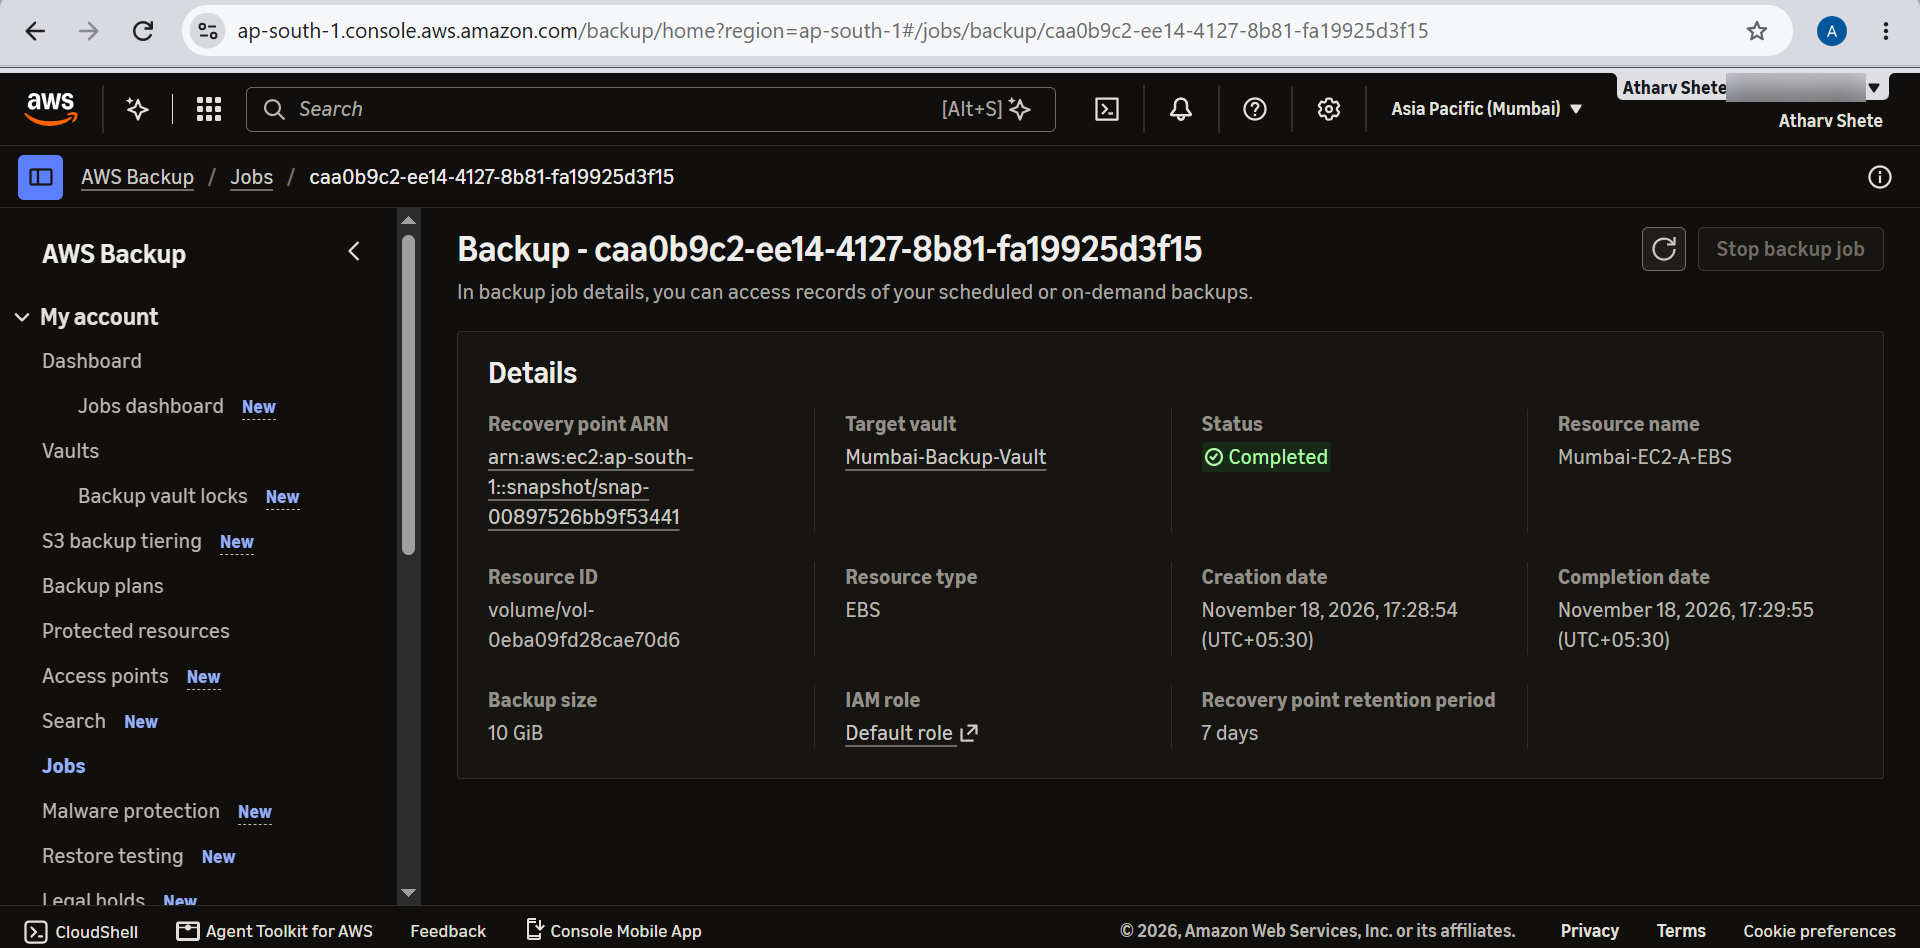 ap-south-1.console.aws.amazon.com/backup/home?region=ap-south-1#/jobs/backup/caa0b9c2-ee14-4127-8b81-fa19925d3f15
A
aws
Search
[Alt+S]
Asia Pacific (Mumbai)
Atharv Shete
Atharv Shete
AWS Backup / Jobs / caa0b9c2-ee14-4127-8b81-fa19925d3f15
AWS Backup
My account
Dashboard
Jobs dashboard New
Vaults
Backup vault locks New
S3 backup tiering New
Backup plans
Protected resources
Access points New
Search New
Jobs
Malware protection New
Restore testing New
Legal holds New
Backup - caa0b9c2-ee14-4127-8b81-fa19925d3f15
Stop backup job
In backup job details, you can access records of your scheduled or on-demand backups.
Details
Recovery point ARN
arn:aws:ec2:ap-south-
1::snapshot/snap-
00897526bb9f53441
Target vault
Mumbai-Backup-Vault
Status
Completed
Resource name
Mumbai-EC2-A-EBS
Resource ID
volume/vol-
0eba09fd28cae70d6
Resource type
EBS
Creation date
November 18, 2026, 17:28:54
(UTC+05:30)
Completion date
November 18, 2026, 17:29:55
(UTC+05:30)
Backup size
10 GiB
IAM role
Default role
Recovery point retention period
7 days
CloudShell
Agent Toolkit for AWS
Feedback
Console Mobile App
© 2026, Amazon Web Services, Inc. or its affiliates.
Privacy
Terms
Cookie preferences